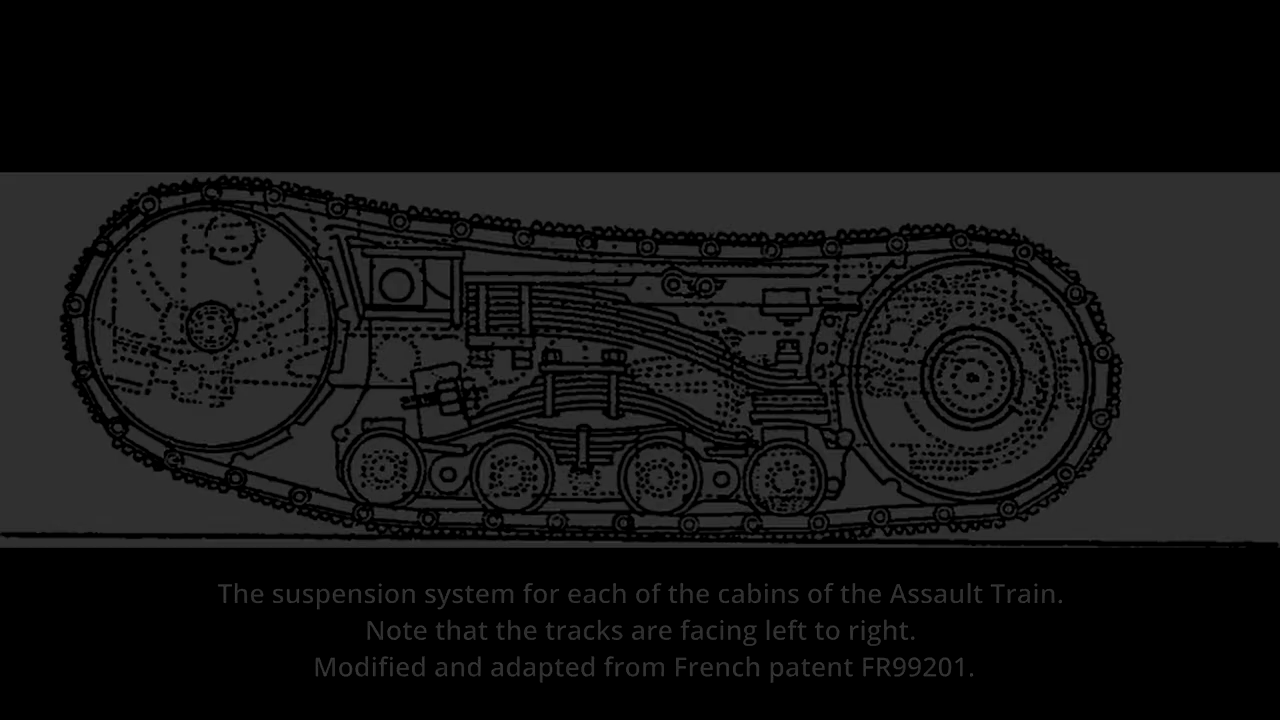 The suspension system for each of the cabins of the Assault Train.
Note that the tracks are facing left to right.
Modified and adapted from French patent FR99201.